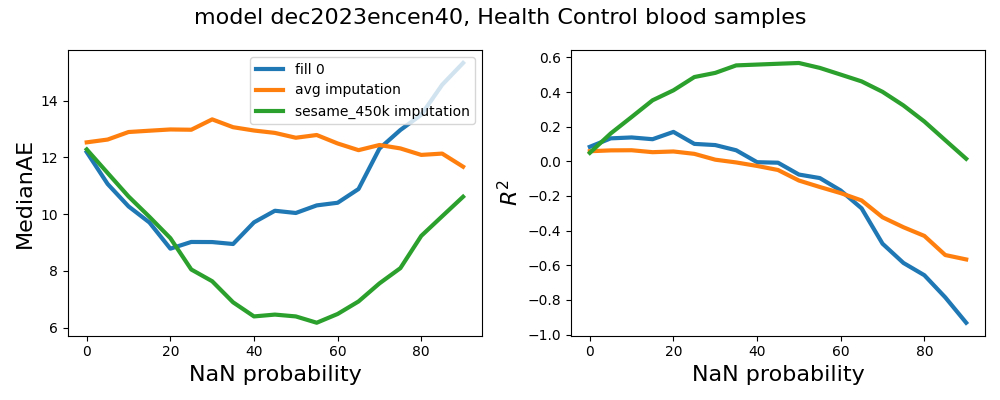 model dec2023encen40, Health Control blood samples
MedianAE
14
12
10
8
6
fill 0
avg imputation
sesame_450k imputation
0 20 40 60 80
NaN probability
R²
0.6
0.4
0.2
0.0
−0.2
−0.4
−0.6
−0.8
−1.0
0 20 40 60 80
NaN probability